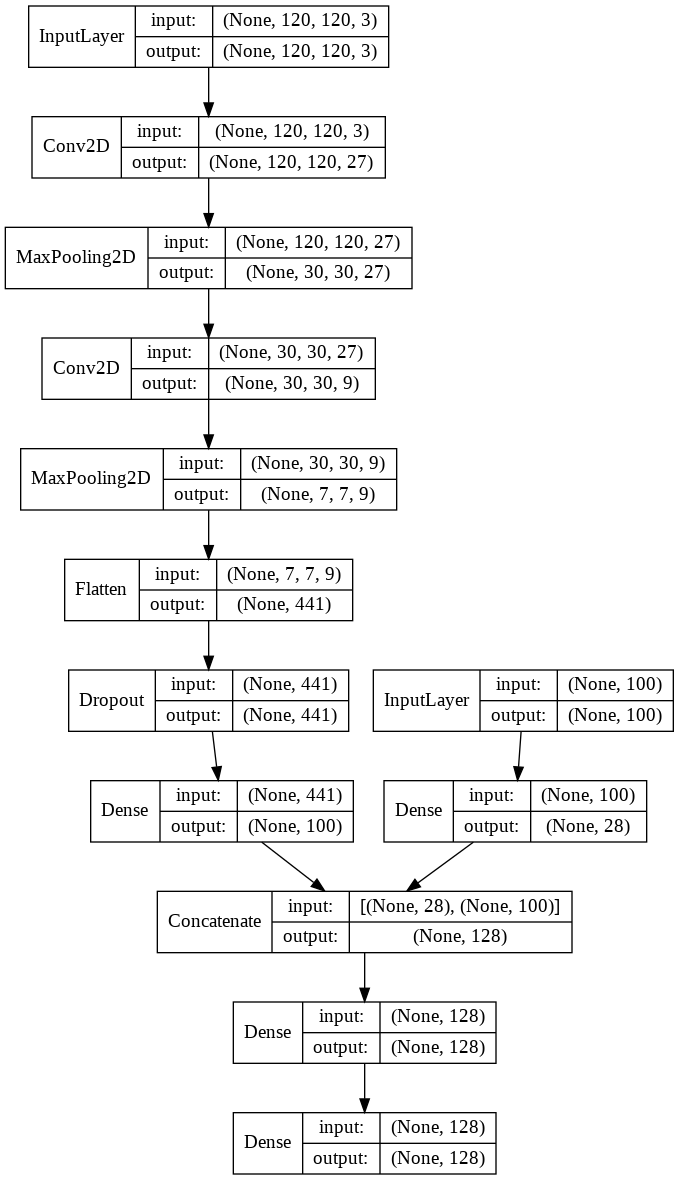 InputLayer
input: (None, 120, 120, 3)
output: (None, 120, 120, 3)
Conv2D
input: (None, 120, 120, 3)
output: (None, 120, 120, 27)
MaxPooling2D
input: (None, 120, 120, 27)
output: (None, 30, 30, 27)
Conv2D
input: (None, 30, 30, 27)
output: (None, 30, 30, 9)
MaxPooling2D
input: (None, 30, 30, 9)
output: (None, 7, 7, 9)
Flatten
input: (None, 7, 7, 9)
output: (None, 441)
Dropout
input: (None, 441)
output: (None, 441)
InputLayer
input: (None, 100)
output: (None, 100)
Dense
input: (None, 441)
output: (None, 100)
Dense
input: (None, 100)
output: (None, 28)
Concatenate
input: [(None, 28), (None, 100)]
output: (None, 128)
Dense
input: (None, 128)
output: (None, 128)
Dense
input: (None, 128)
output: (None, 128)